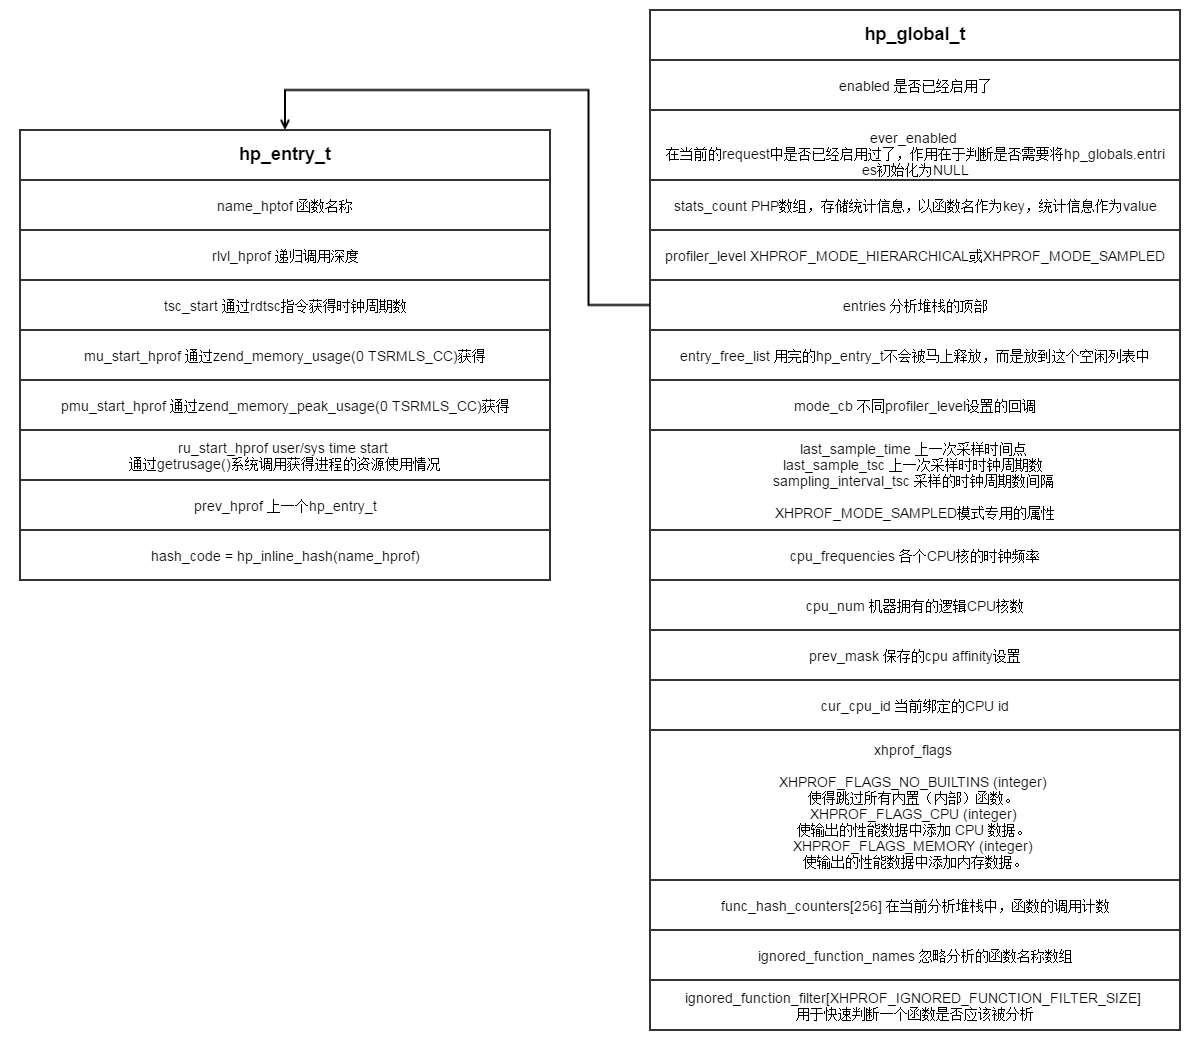 hp_global_t
enabled 是否已经启用了
ever_enabled
在当前的request中是否已经启用过了，作用在于判断是否需要将hp_globals.entri
es初始化为NULL
stats_count PHP数组，存储统计信息，以函数名作为key，统计信息作为value
profiler_level XHPROF_MODE_HIERARCHICAL或XHPROF_MODE_SAMPLED
entries 分析堆栈的顶部
entry_free_list 用完的hp_entry_t不会被马上释放，而是放到这个空闲列表中
mode_cb 不同profiler_level设置的回调
last_sample_time 上一次采样时间点
last_sample_tsc 上一次采样时时钟周期数
sampling_interval_tsc 采样的时钟周期数间隔
XHPROF_MODE_SAMPLED模式专用的属性
cpu_frequencies 各个CPU核的时钟频率
cpu_num 机器拥有的逻辑CPU核数
prev_mask 保存的cpu affinity设置
cur_cpu_id 当前绑定的CPU id
xhprof_flags
XHPROF_FLAGS_NO_BUILTINS (integer)
使得跳过所有内置（内部）函数。
XHPROF_FLAGS_CPU (integer)
使输出的性能数据中添加 CPU 数据。
XHPROF_FLAGS_MEMORY (integer)
使输出的性能数据中添加内存数据。
func_hash_counters[256] 在当前分析堆栈中，函数的调用计数
ignored_function_names 忽略分析的函数名称数组
ignored_function_filter[XHPROF_IGNORED_FUNCTION_FILTER_SIZE]
用于快速判断一个函数是否应该被分析
hp_entry_t
name_hptof 函数名称
rlvl_hprof 递归调用深度
tsc_start 通过rdtsc指令获得时钟周期数
mu_start_hprof 通过zend_memory_usage(0 TSRMLS_CC)获得
pmu_start_hprof 通过zend_memory_peak_usage(0 TSRMLS_CC)获得
ru_start_hprof user/sys time start
通过getrusage()系统调用获得进程的资源使用情况
prev_hprof 上一个hp_entry_t
hash_code = hp_inline_hash(name_hprof)